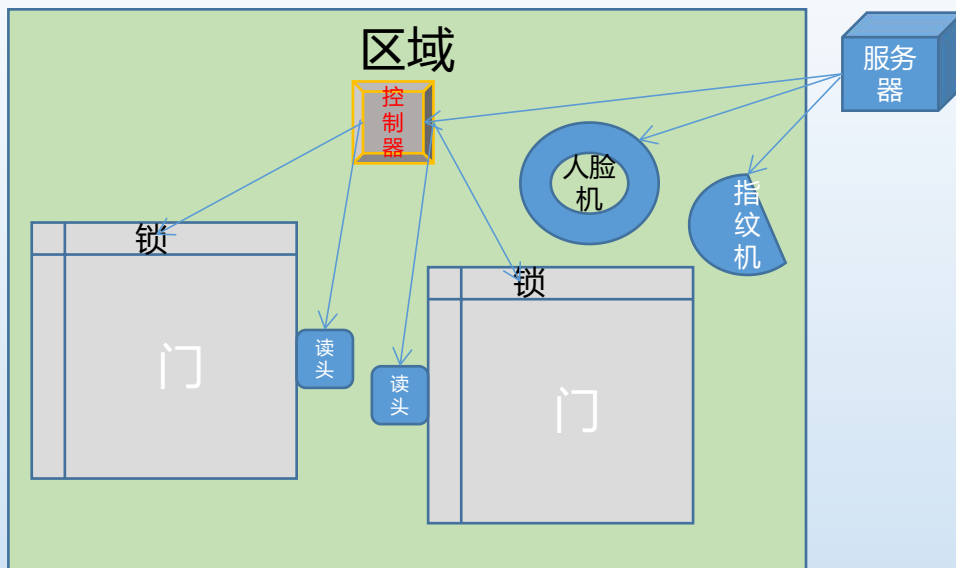 区域
服务
器
控
制
器
人脸
机
指
纹
机
锁
锁
读
头
门
读
头
门